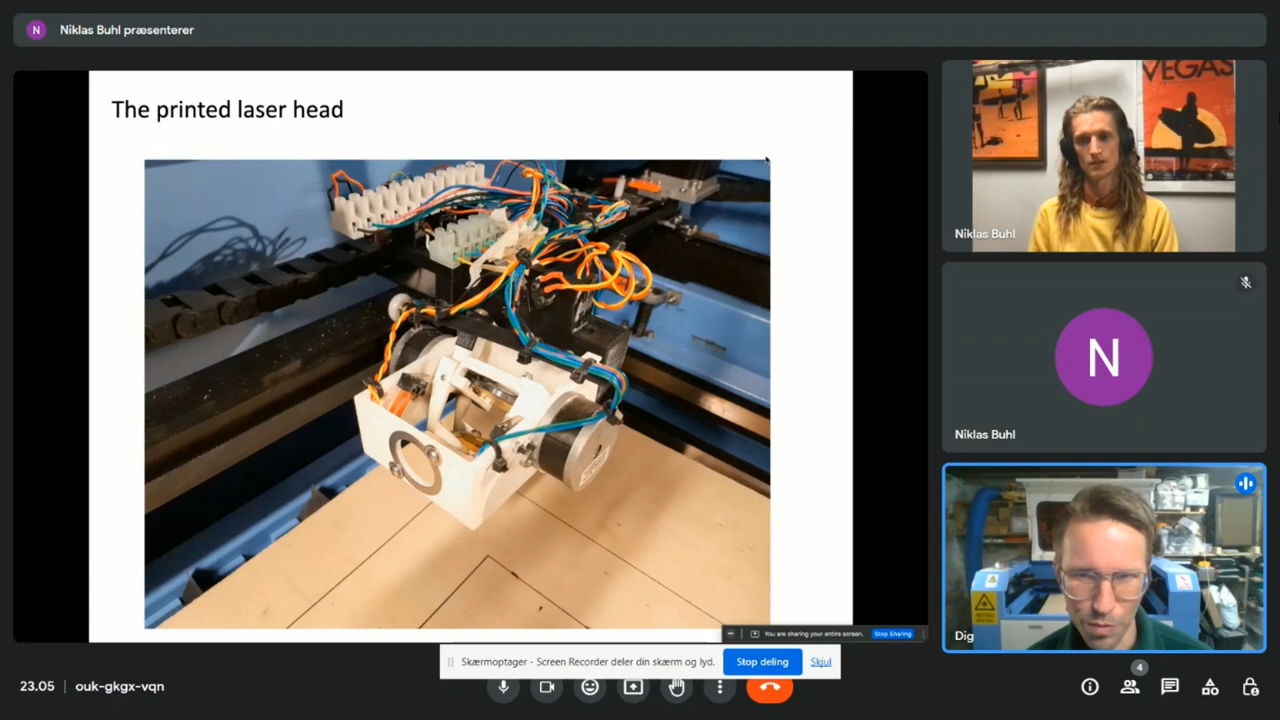 N
Niklas Buhl præsenterer
The printed laser head
You are sharing your entire screen.
Stop Sharing
VEGAS
Niklas Buhl
N
Niklas Buhl
Dig
Skærmoptager - Screen Recorder deler din skærm og lyd.
Stop deling
Skjul
23.05 | ouk-gkgx-vqn
4